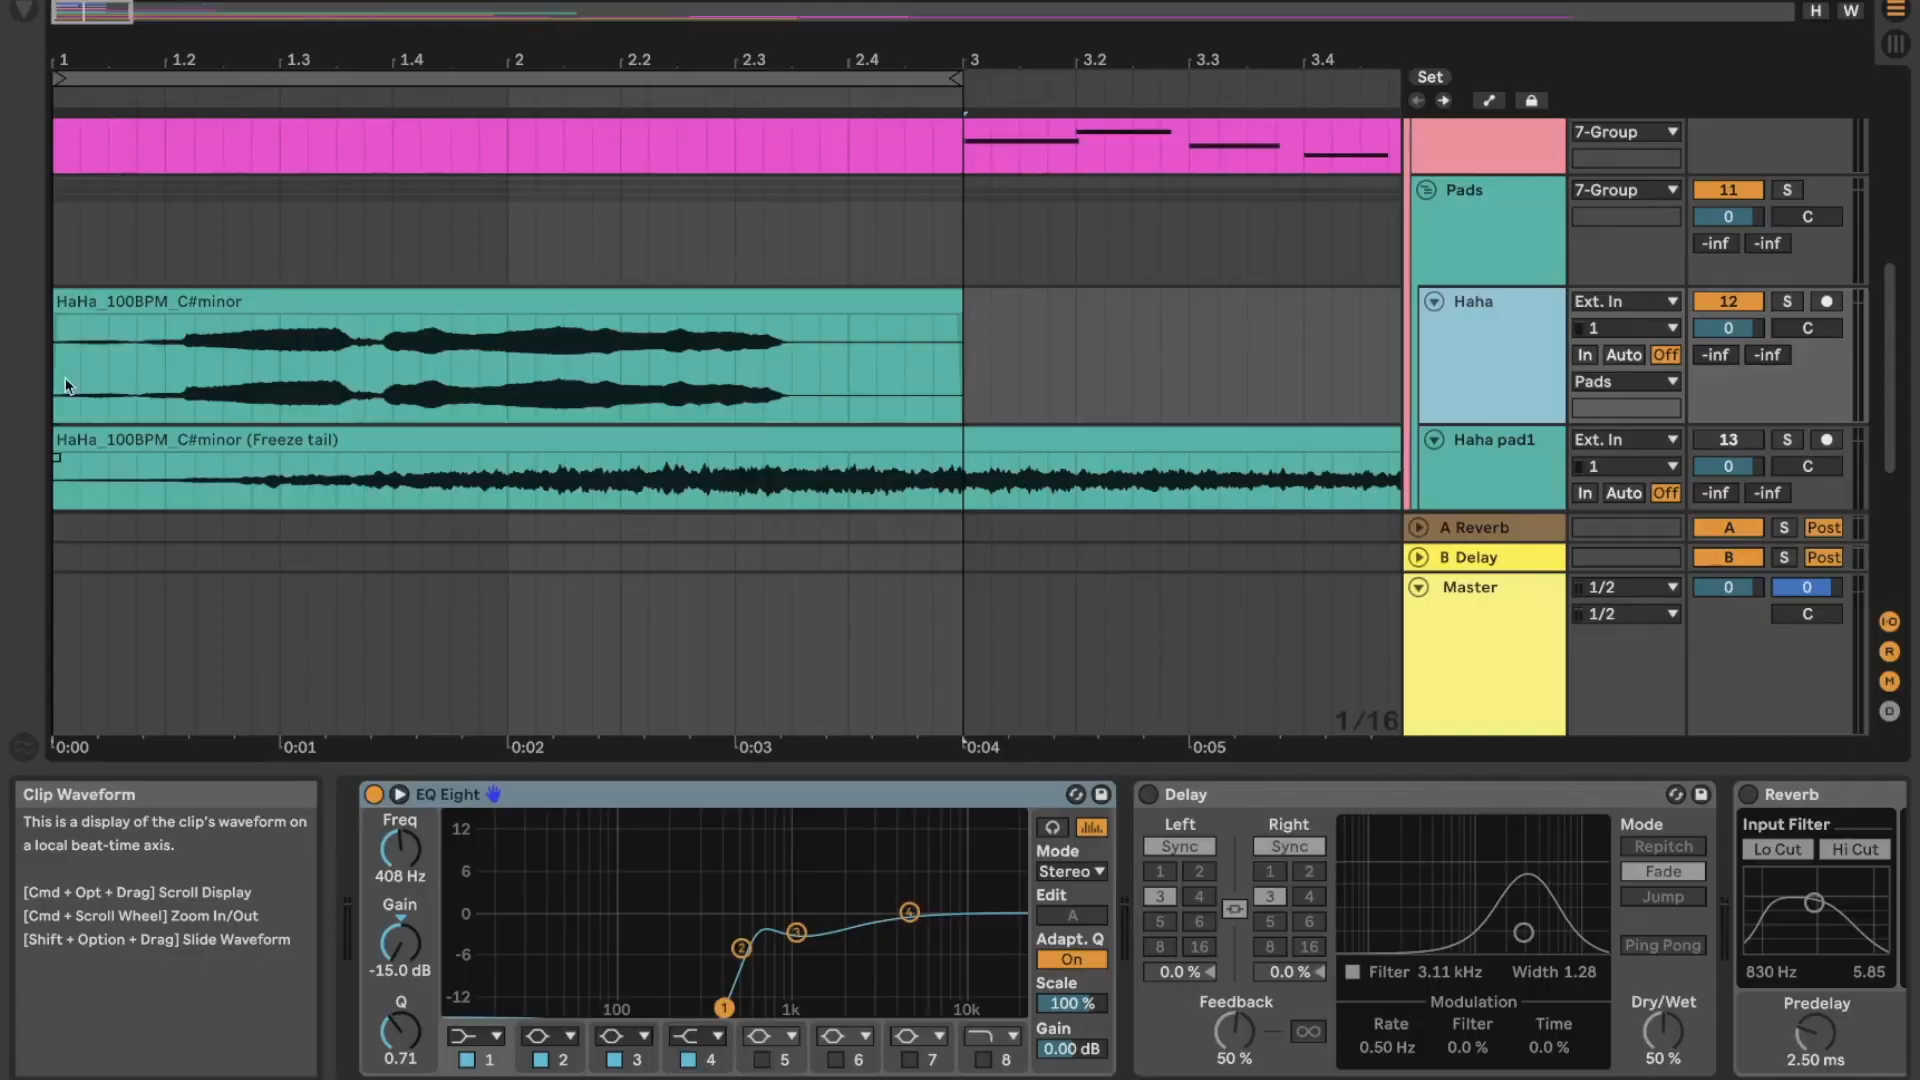 H W
1 1.2 1.3 1.4 2 2.2 2.3 2.4 3 3.2 3.3 3.4
Set
7-Group
Pads 7-Group 11 S
0 C
-inf -inf
HaHa_100BPM_C#minor Haha Ext. In 12 S
1 0 C
In Auto Off -inf -inf
Pads
HaHa_100BPM_C#minor (Freeze tail) Haha pad1 Ext. In 13 S
1 0 C
In Auto Off -inf -inf
A Reverb A S Post
B Delay B S Post
Master 1/2 0 0
1/2 C
I·O
R
M
D
1/16
0:00 0:01 0:02 0:03 0:04 0:05
Clip Waveform
This is a display of the clip's waveform on
a local beat-time axis.
[Cmd + Opt + Drag] Scroll Display
[Cmd + Scroll Wheel] Zoom In/Out
[Shift + Option + Drag] Slide Waveform
EQ Eight
Freq
408 Hz
Gain
-15.0 dB
Q
0.71
12
6
0
-6
-12
100 1k 10k
1 2 3 4
1 2 3 4 5 6 7 8
Mode
Stereo
Edit
A
Adapt. Q
On
Scale
100 %
Gain
0.00 dB
Delay
Left Right
Sync Sync
1 2 1 2
3 4 3 4
5 6 5 6
8 16 8 16
0.0 % 0.0 %
Feedback
50 %
Filter 3.11 kHz Width 1.28
Modulation
Rate Filter Time
0.50 Hz 0.0 % 0.0 %
Mode
Repitch
Fade
Jump
Ping Pong
Dry/Wet
50 %
Reverb
Input Filter
Lo Cut Hi Cut
830 Hz 5.85
Predelay
2.50 ms